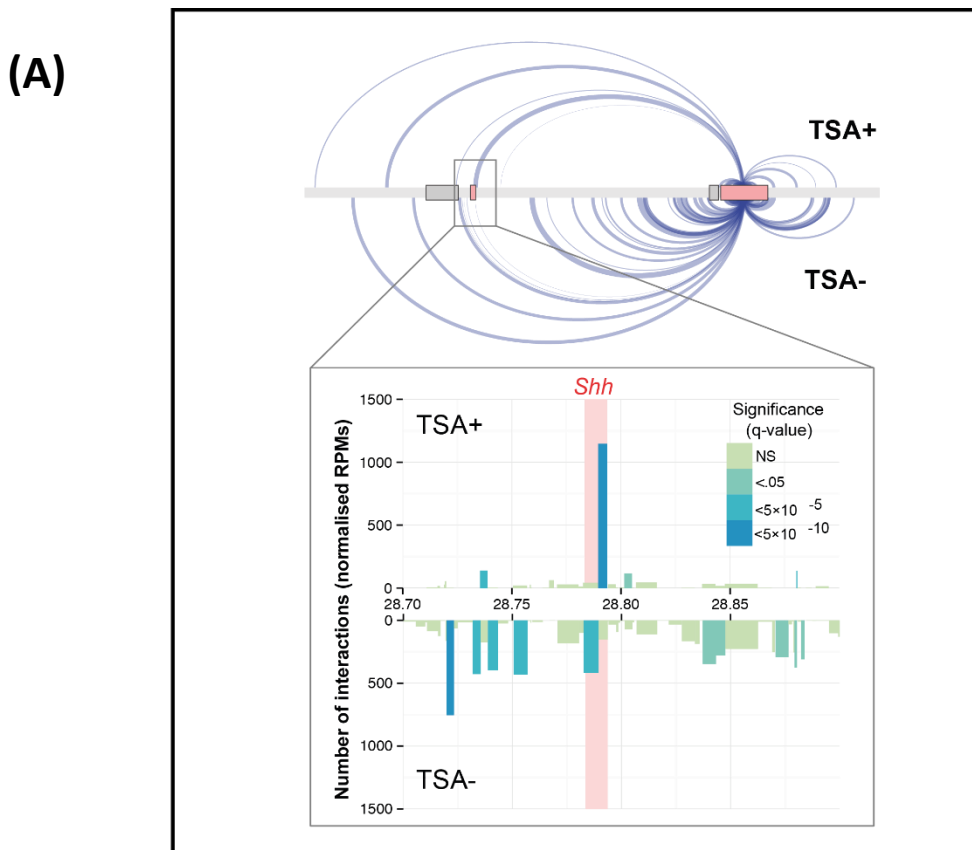 (A)
TSA+
TSA-
Shh
1500
TSA+
1000
500
0
28.70
28.75
28.80
28.85
0
500
1000
TSA-
1500
Number of interactions (normalised RPMs)
Significance
(q-value)
NS
<.05
<5×10 -5
<5×10 -10